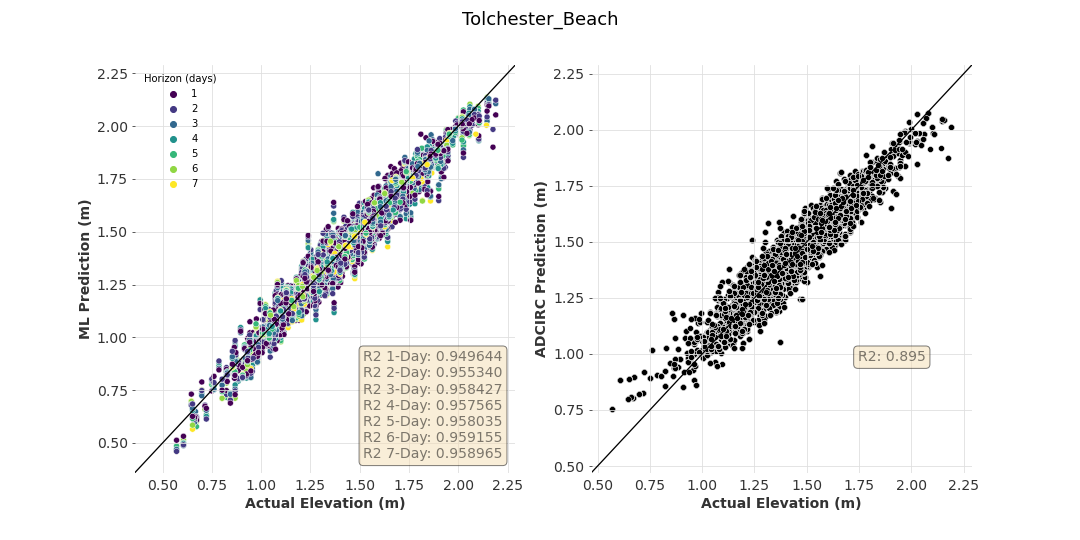 Tolchester_Beach
ML Prediction (m)
2.25
2.00
1.75
1.50
1.25
1.00
0.75
0.50
Horizon (days)
1
2
3
4
5
6
7
R2 1-Day: 0.949644
R2 2-Day: 0.955340
R2 3-Day: 0.958427
R2 4-Day: 0.957565
R2 5-Day: 0.958035
R2 6-Day: 0.959155
R2 7-Day: 0.958965
0.50 0.75 1.00 1.25 1.50 1.75 2.00 2.25
Actual Elevation (m)
ADCIRC Prediction (m)
2.25
2.00
1.75
1.50
1.25
1.00
0.75
0.50
R2: 0.895
0.50 0.75 1.00 1.25 1.50 1.75 2.00 2.25
Actual Elevation (m)